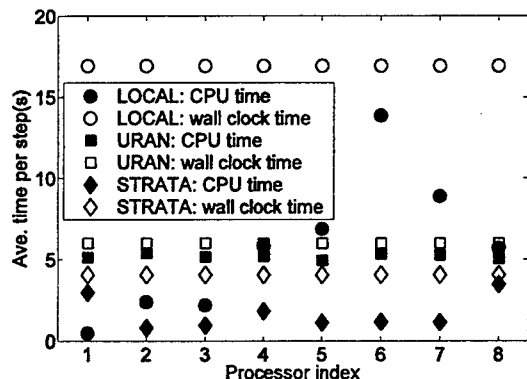 20
15
10
5
0
Ave. time per step(s)
LOCAL: CPU time
LOCAL: wall clock time
URAN: CPU time
URAN: wall clock time
STRATA: CPU time
STRATA: wall clock time
1 2 3 4 5 6 7 8
Processor index